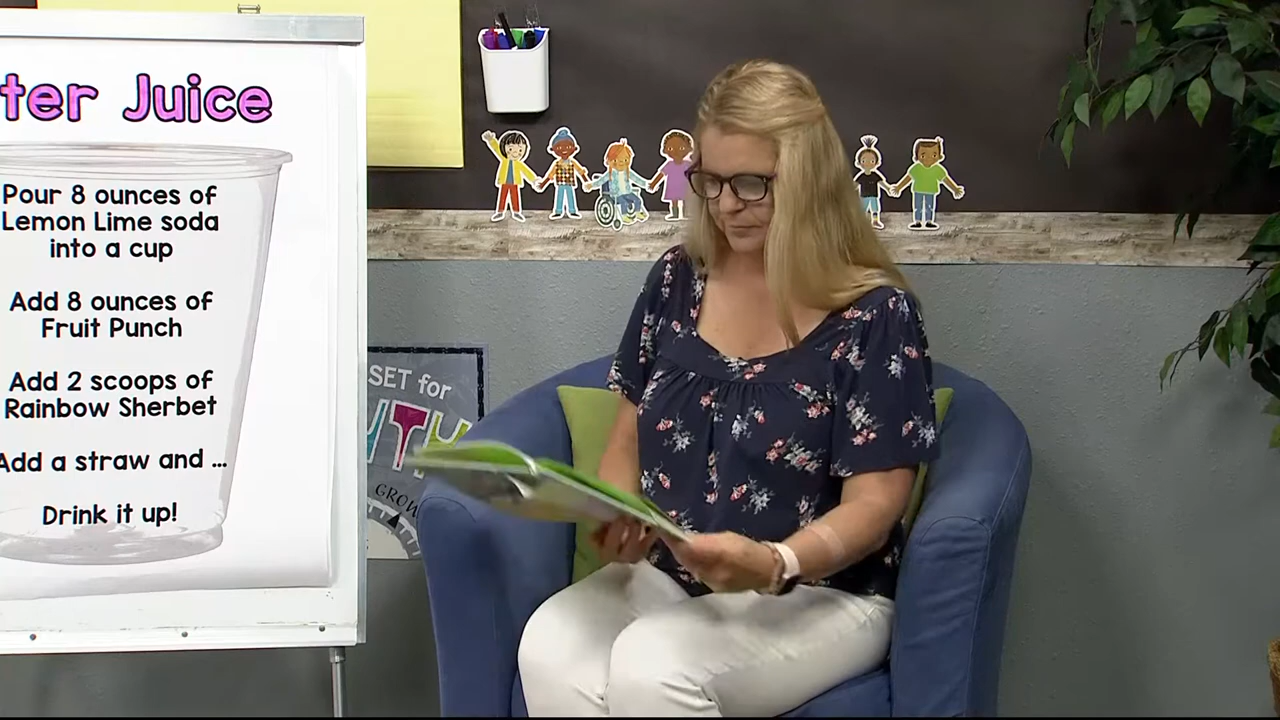 ter Juice
Pour 8 ounces of
Lemon Lime soda
into a cup
Add 8 ounces of
Fruit Punch
Add 2 scoops of
Rainbow Sherbet
Add a straw and ...
Drink it up!
SET for
GROW